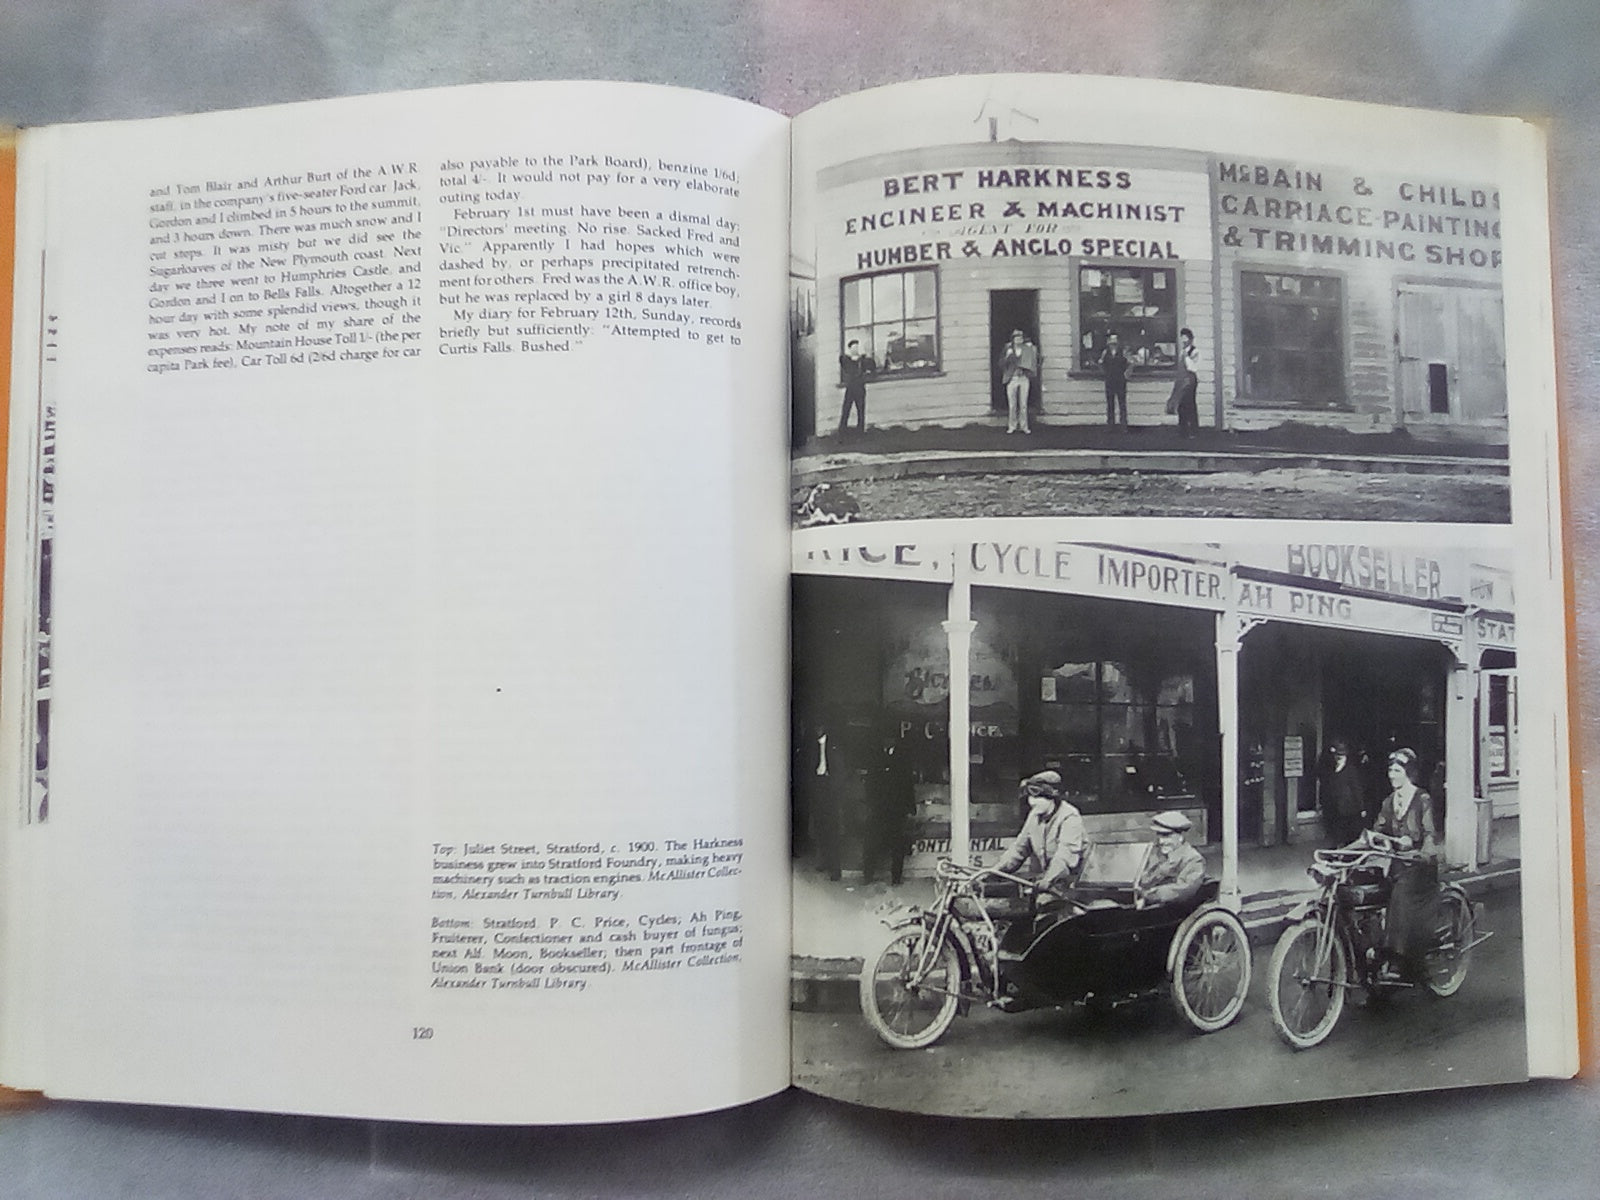 and Tom Blair and Arthur Burt of the A.W.R.
staff, in the company's five-seater Ford car. Jack,
Gordon and I climbed in 5 hours to the summit,
and 3 hours down. There was much snow and I
cut steps. It was misty but we did see the
Sugarloaves of the New Plymouth coast. Next
day we three went to Humphries Castle, and
Gordon and I on to Bells Falls. Altogether a 12
hour day with some splendid views, though it
was very hot. My note of my share of the
expenses reads: Mountain House Toll 1/- (the per
capita Park fee), Car Toll 6d (2/6d charge for car
also payable to the Park Board), benzine 1/6d;
total 4/-. It would not pay for a very elaborate
outing today.
February 1st must have been a dismal day:
"Directors' meeting. No rise. Sacked Fred and
Vic." Apparently I had hopes which were
dashed by, or perhaps precipitated retrench-
ment for others. Fred was the A.W.R. office boy,
but he was replaced by a girl 8 days later.
My diary for February 12th, Sunday, records
briefly but sufficiently: "Attempted to get to
Curtis Falls. Bushed."
Top: Juliet Street, Stratford, c. 1900. The Harkness
business grew into Stratford Foundry, making heavy
machinery such as traction engines. McAllister Collec-
tion, Alexander Turnbull Library.
Bottom: Stratford. P. C. Price, Cycles; Ah Ping,
Fruiterer, Confectioner and cash buyer of fungus;
next Alf. Moon, Bookseller; then part frontage of
Union Bank (door obscured). McAllister Collection,
Alexander Turnbull Library.
120
BERT HARKNESS
ENGINEER & MACHINIST
AGENT FOR
HUMBER & ANGLO SPECIAL
McBAIN & CHILDS
CARRIAGE-PAINTING
& TRIMMING SHOP
RICE, CYCLE IMPORTER.
BOOKSELLER
AH PING
65
STAT
P. C.